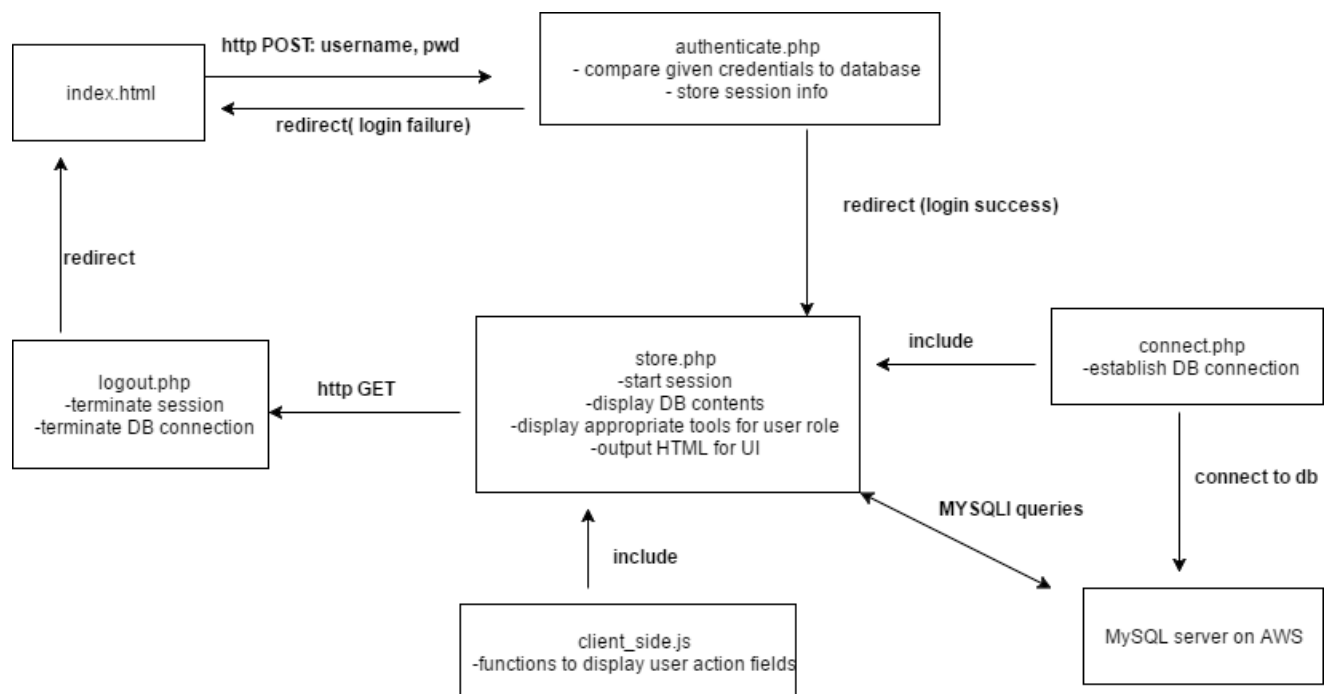 http POST: username, pwd
index.html
redirect( login failure)
authenticate.php
- compare given credentials to database
- store session info
redirect (login success)
redirect
logout.php
-terminate session
-terminate DB connection
http GET
store.php
-start session
-display DB contents
-display appropriate tools for user role
-output HTML for UI
include
connect.php
-establish DB connection
connect to db
MYSQLI queries
include
client_side.js
-functions to display user action fields
MySQL server on AWS